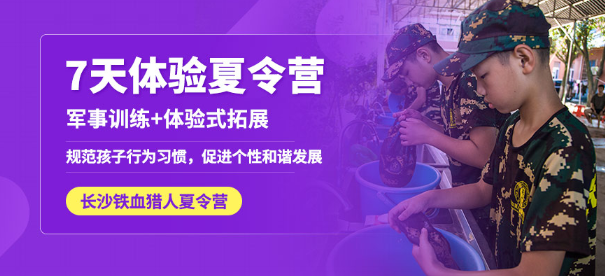 7天体验夏令营
军事训练+体验式拓展
规范孩子行为习惯，促进个性和谐发展
长沙铁血猎人夏令营